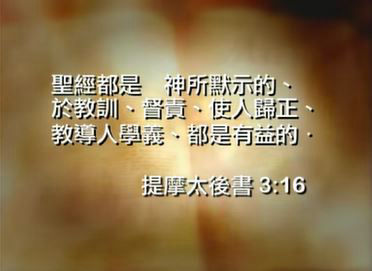 聖經都是　神所默示的、
於教訓、督責、使人歸正、
教導人學義、都是有益的．
提摩太後書 3:16